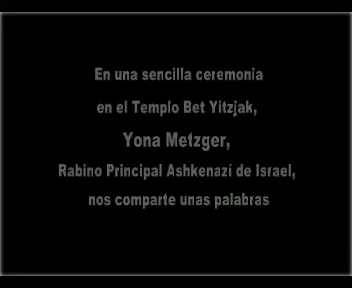 En una sencilla ceremonia
en el Templo Bet Yitzjak,
Yona Metzger,
Rabino Principal Ashkenazí de Israel,
nos comparte unas palabras